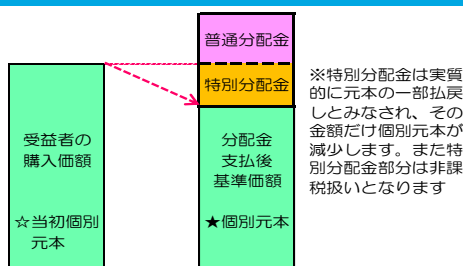 普通分配金
特別分配金
受益者の
購入価額
☆当初個別
元本
分配金
支払後
基準価額
★個別元本
※特別分配金は実質
的に元本の一部払戻
しとみなされ、その
金額だけ個別元本が
減少します。また特
別分配金部分は非課
税扱いとなります